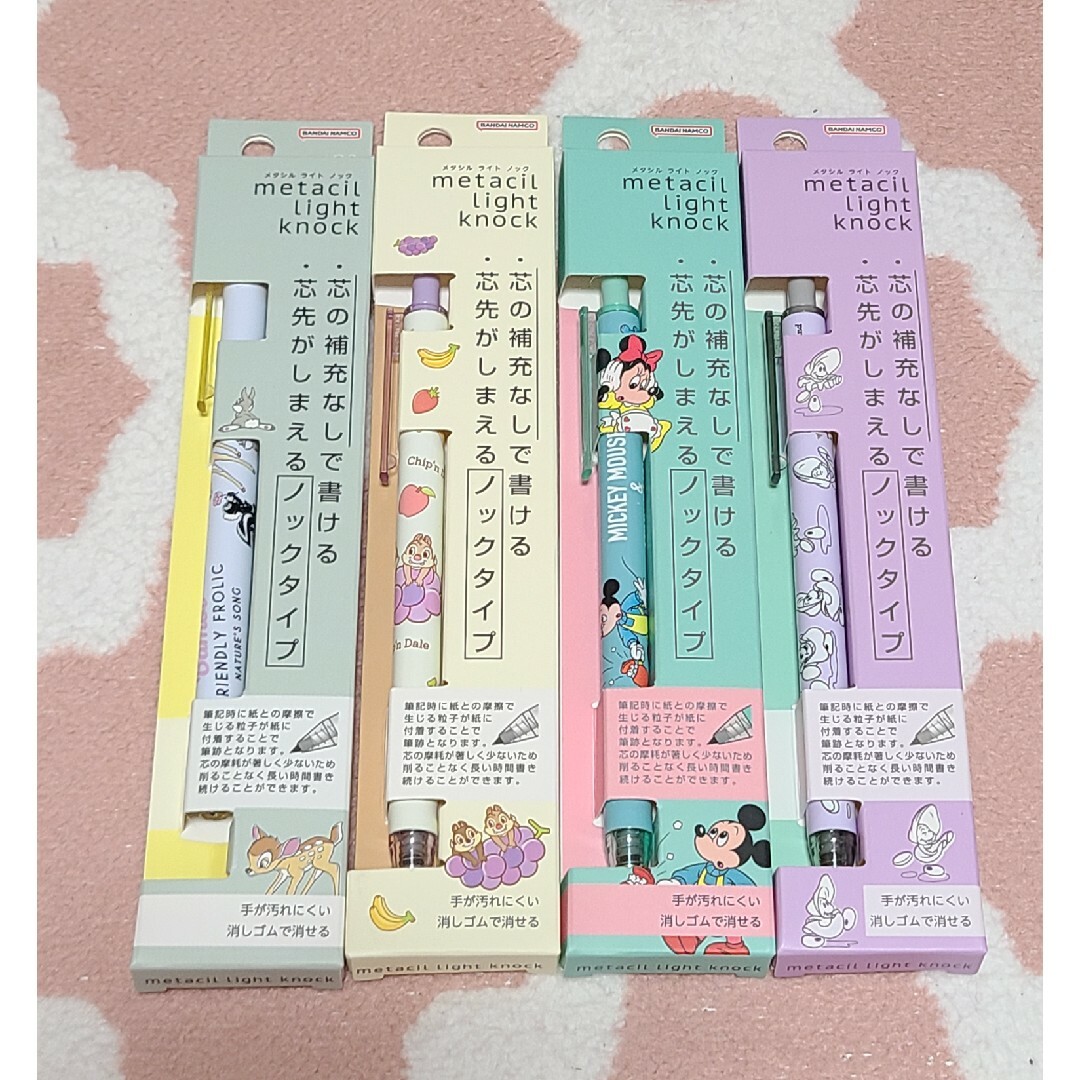 BANDAI NAMCO
メタシル ライト ノック
metacil
light
knock
・芯の補充なしで書ける
・芯先がしまえるノックタイプ
RIENDLY FROLIC
NATURE'S SONG
筆記時に紙との摩擦で
生じる粒子が紙に
付着することで
筆跡となります。
芯の摩耗が著しく少ないため
削ることなく長い時間書き
続けることができます。
手が汚れにくい
消しゴムで消せる
metacil light knock
BANDAI NAMCO
メタシル ライト ノック
metacil
light
knock
・芯の補充なしで書ける
・芯先がしまえるノックタイプ
Chip'n
'n Dale
筆記時に紙との摩擦で
生じる粒子が紙に
付着することで
筆跡となります。
芯の摩耗が著しく少ないため
削ることなく長い時間書き
続けることができます。
手が汚れにくい
消しゴムで消せる
metacil light knock
BANDAI NAMCO
メタシル ライト ノック
metacil
light
knock
・芯の補充なしで書ける
・芯先がしまえるノックタイプ
MICKEY MOUS
&
筆記時に紙との摩擦で
生じる粒子が紙に
付着することで
筆跡となります。
芯の摩耗が著しく少ないため
削ることなく長い時間書き
続けることができます。
手が汚れにくい
消しゴムで消せる
metacil light knock
BANDAI NAMCO
メタシル ライト ノック
metacil
light
knock
・芯の補充なしで書ける
・芯先がしまえるノックタイプ
筆記時に紙との摩擦で
生じる粒子が紙に
付着することで
筆跡となります。
芯の摩耗が著しく少ないため
削ることなく長い時間書き
続けることができます。
手が汚れにくい
消しゴムで消せる
metacil light knock